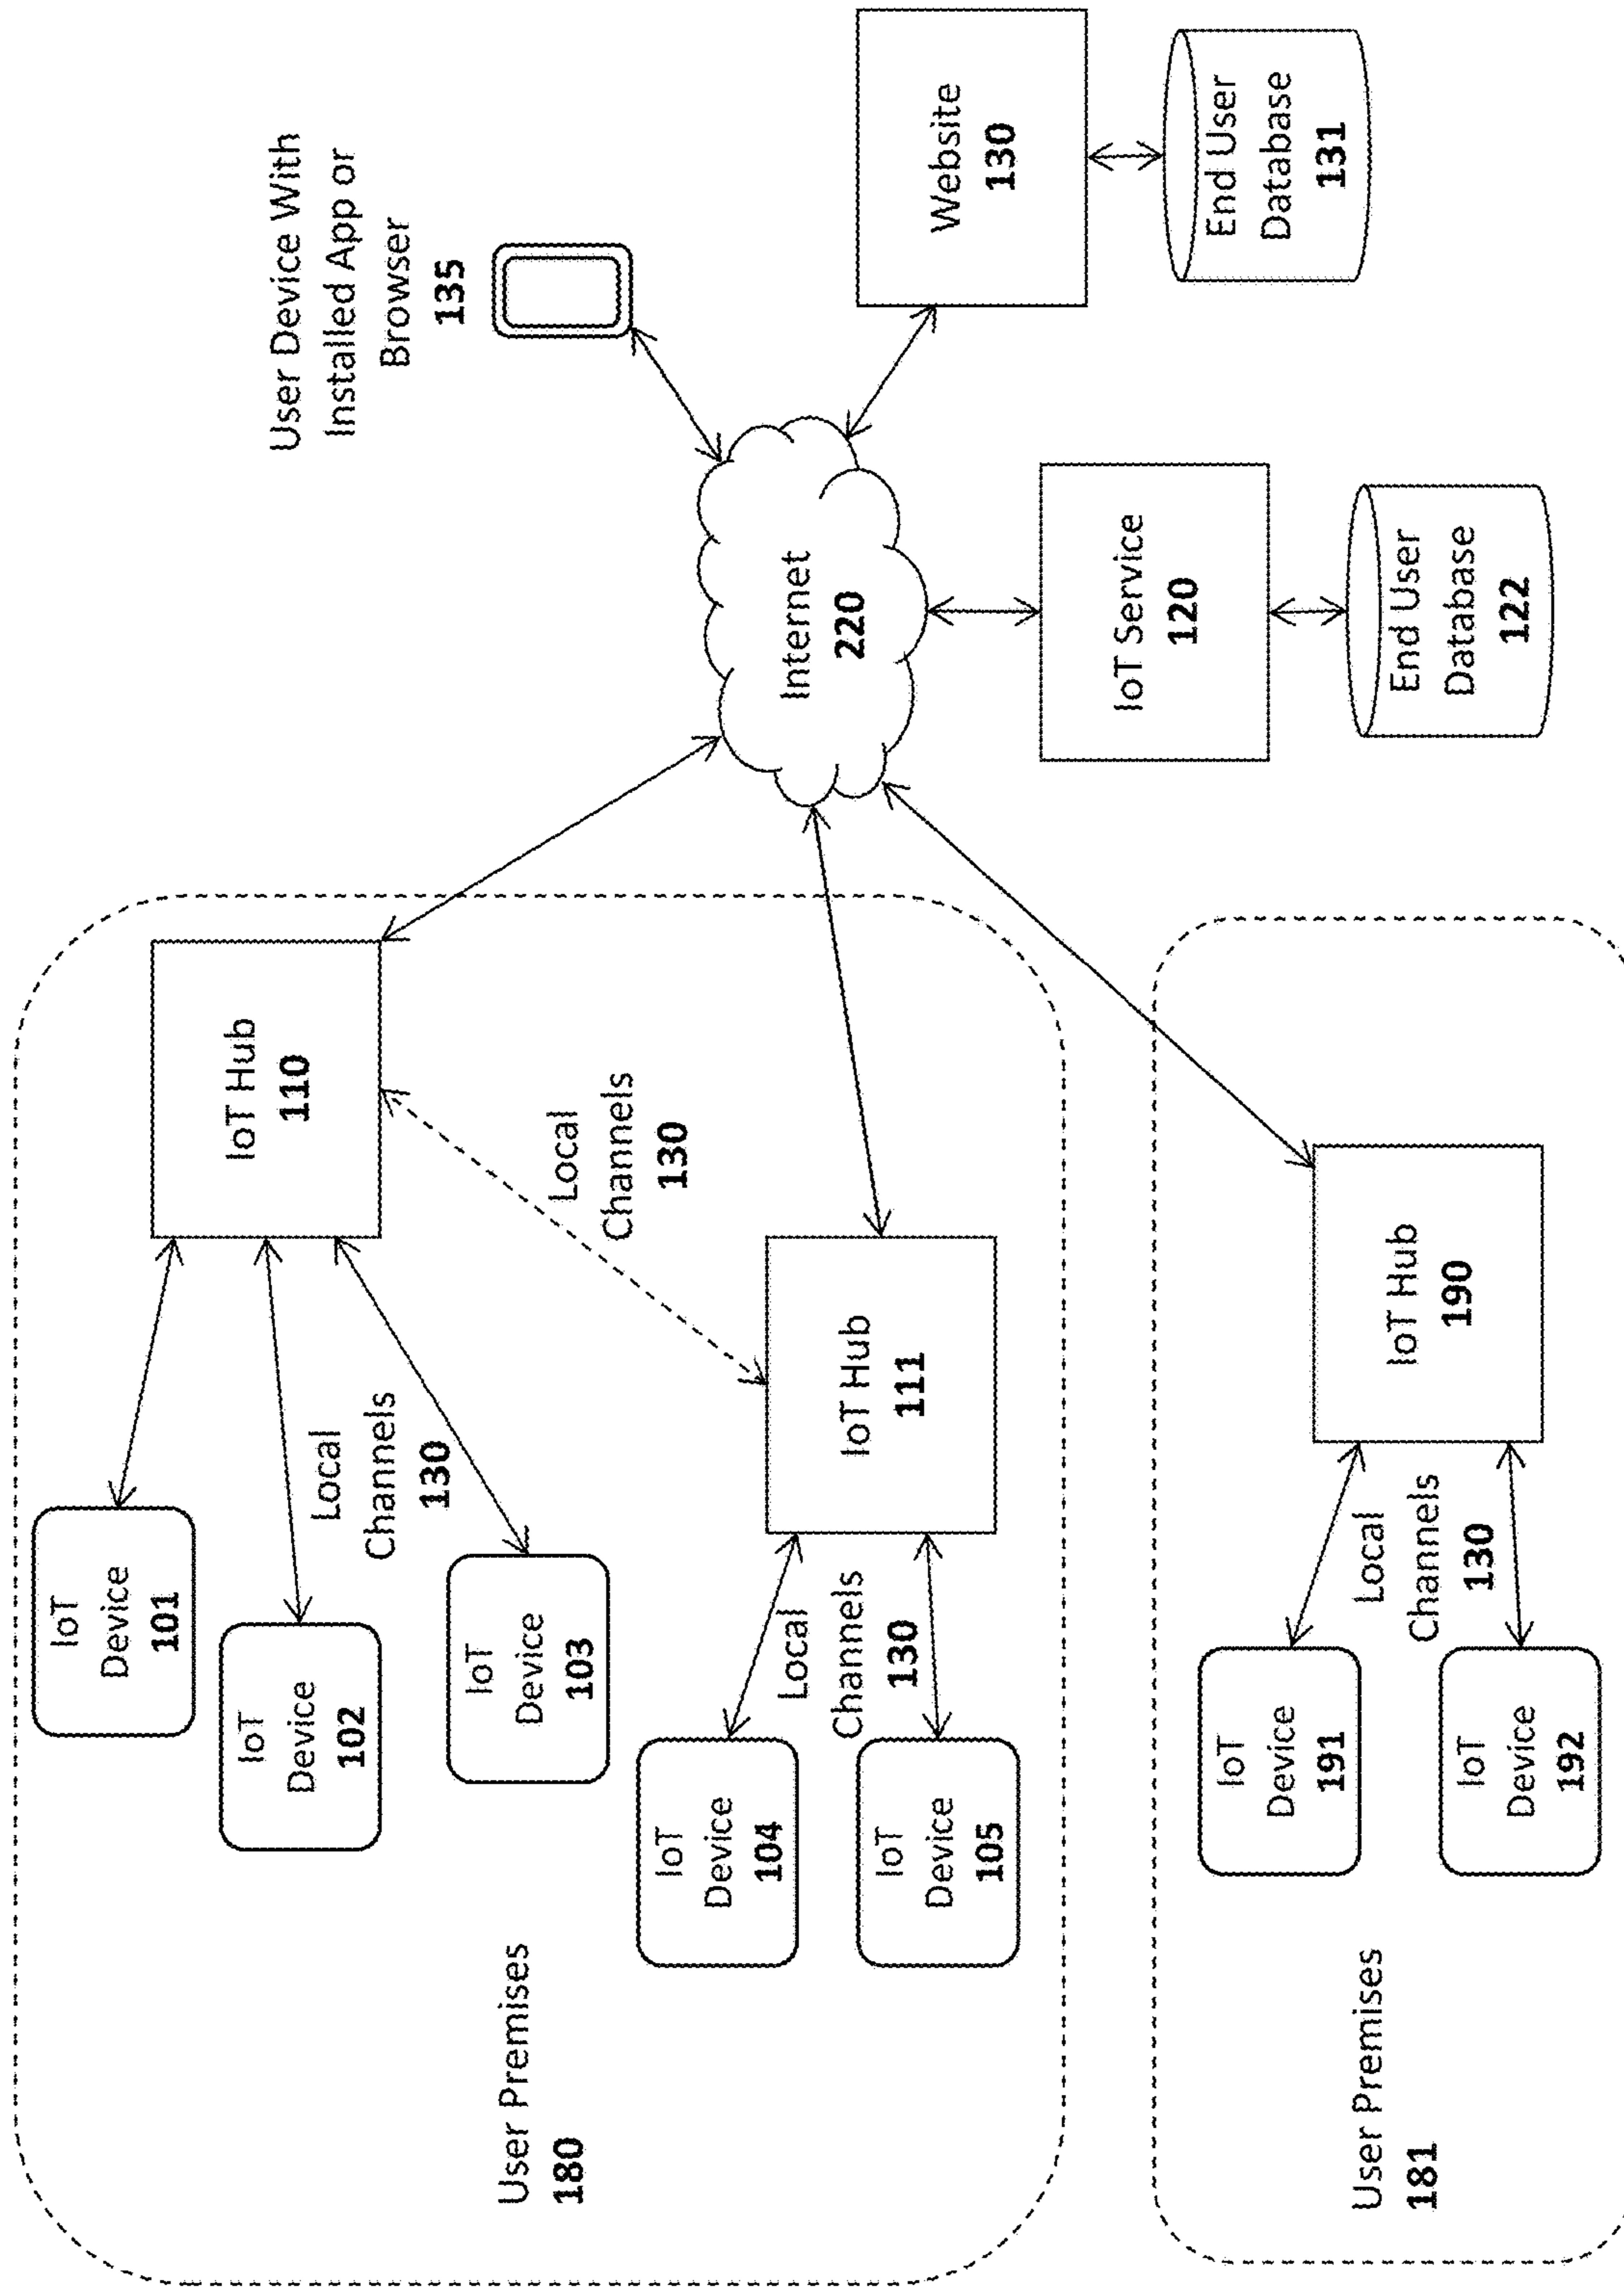 User Premises
180
IoT
Device
101
IoT
Device
102
IoT
Device
103
Local
Channels
130
IoT Hub
110
Local
Channels
130
IoT
Device
104
IoT
Device
105
Local
Channels
130
IoT Hub
111
User Premises
181
IoT
Device
191
IoT
Device
192
Local
Channels
130
IoT Hub
190
Internet
220
User Device With
Installed App or
Browser
135
IoT Service
120
End User
Database
122
Website
130
End User
Database
131